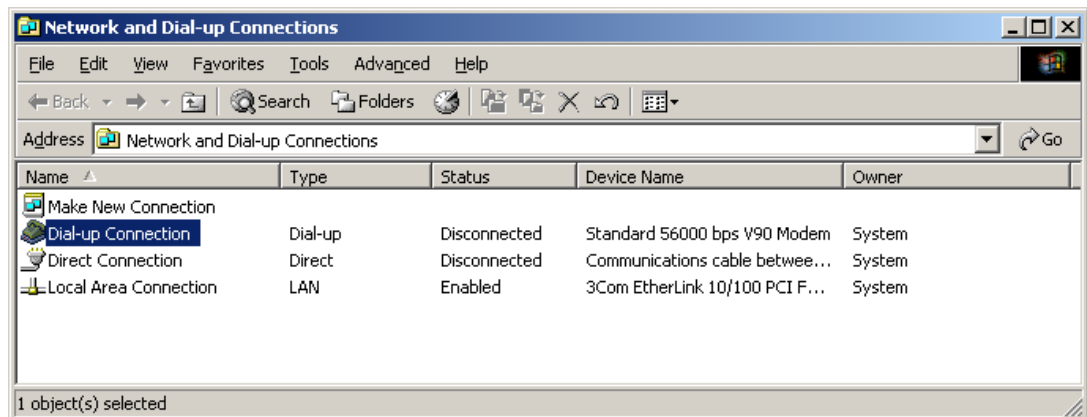 Network and Dial-up Connections
File Edit View Favorites Tools Advanced Help
Back Search Folders
Address Network and Dial-up Connections Go
Name Type Status Device Name Owner
Make New Connection
Dial-up Connection Dial-up Disconnected Standard 56000 bps V90 Modem System
Direct Connection Direct Disconnected Communications cable betwee... System
Local Area Connection LAN Enabled 3Com EtherLink 10/100 PCI F... System
1 object(s) selected